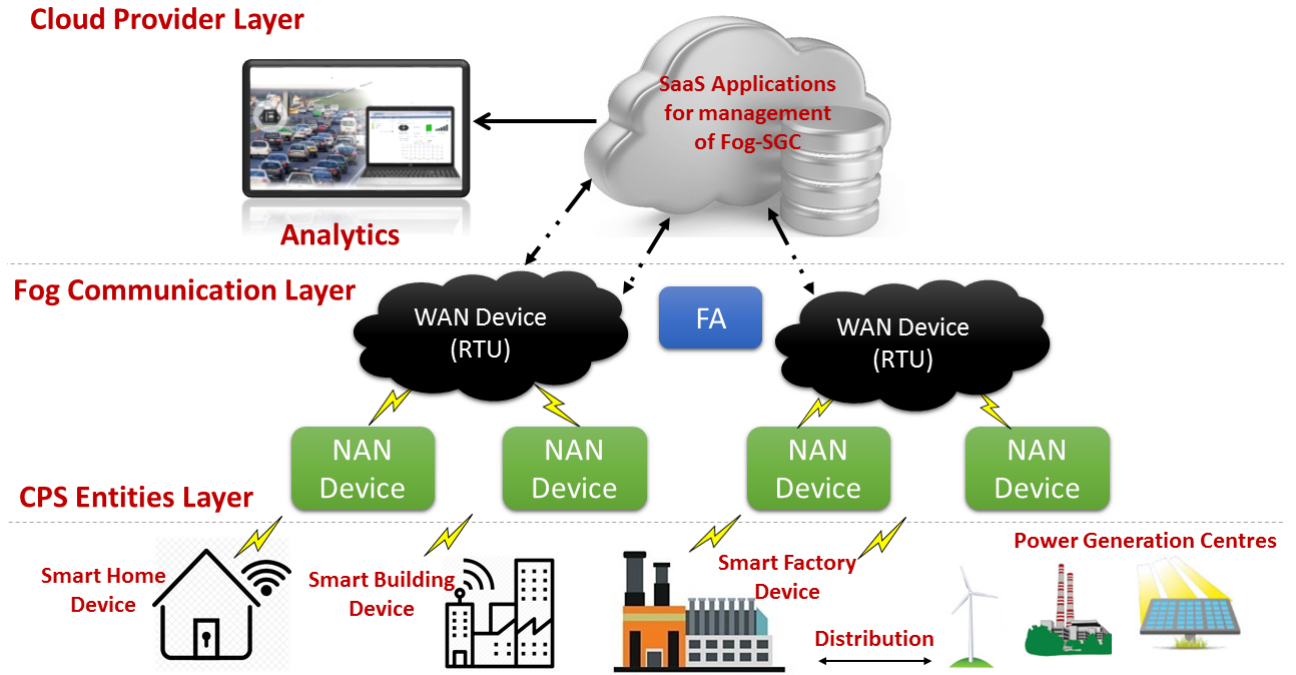 Cloud Provider Layer
SaaS Applications
for management
of Fog-SGC
Analytics
Fog Communication Layer
WAN Device
(RTU)
FA
WAN Device
(RTU)
NAN
Device
NAN
Device
NAN
Device
NAN
Device
CPS Entities Layer
Smart Home
Device
Smart Building
Device
Smart Factory
Device
Power Generation Centres
Distribution